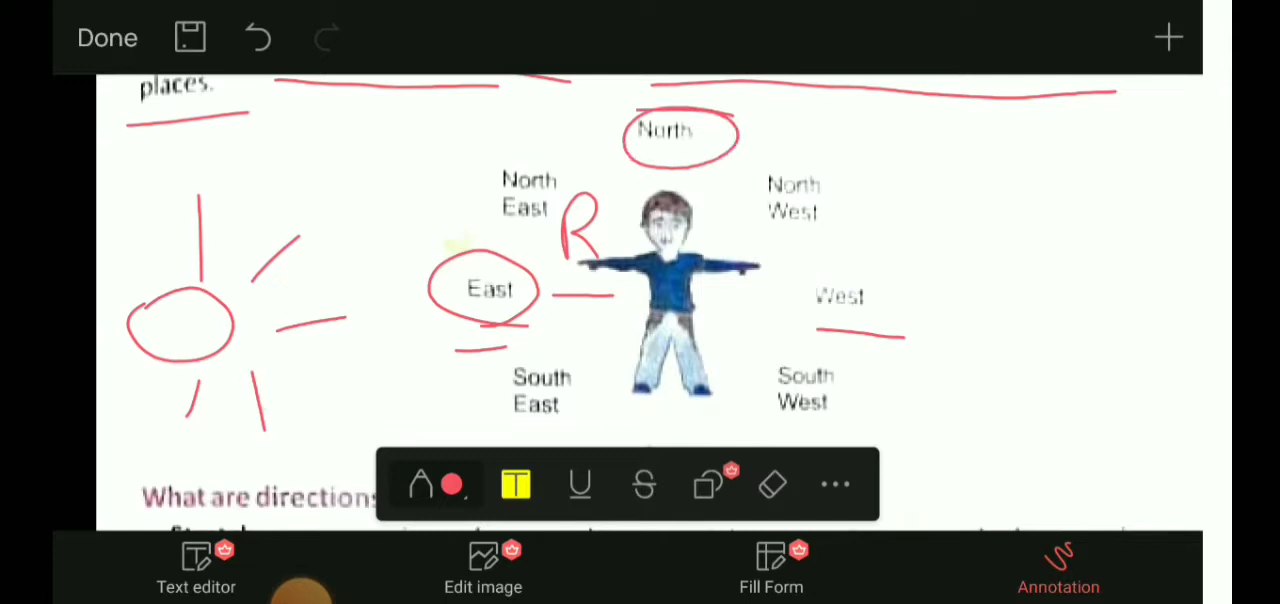 Done
places.
North
North
East
North
West
R
East
West
South
East
South
West
What are directions
T
U
S
Text editor
Edit image
Fill Form
Annotation